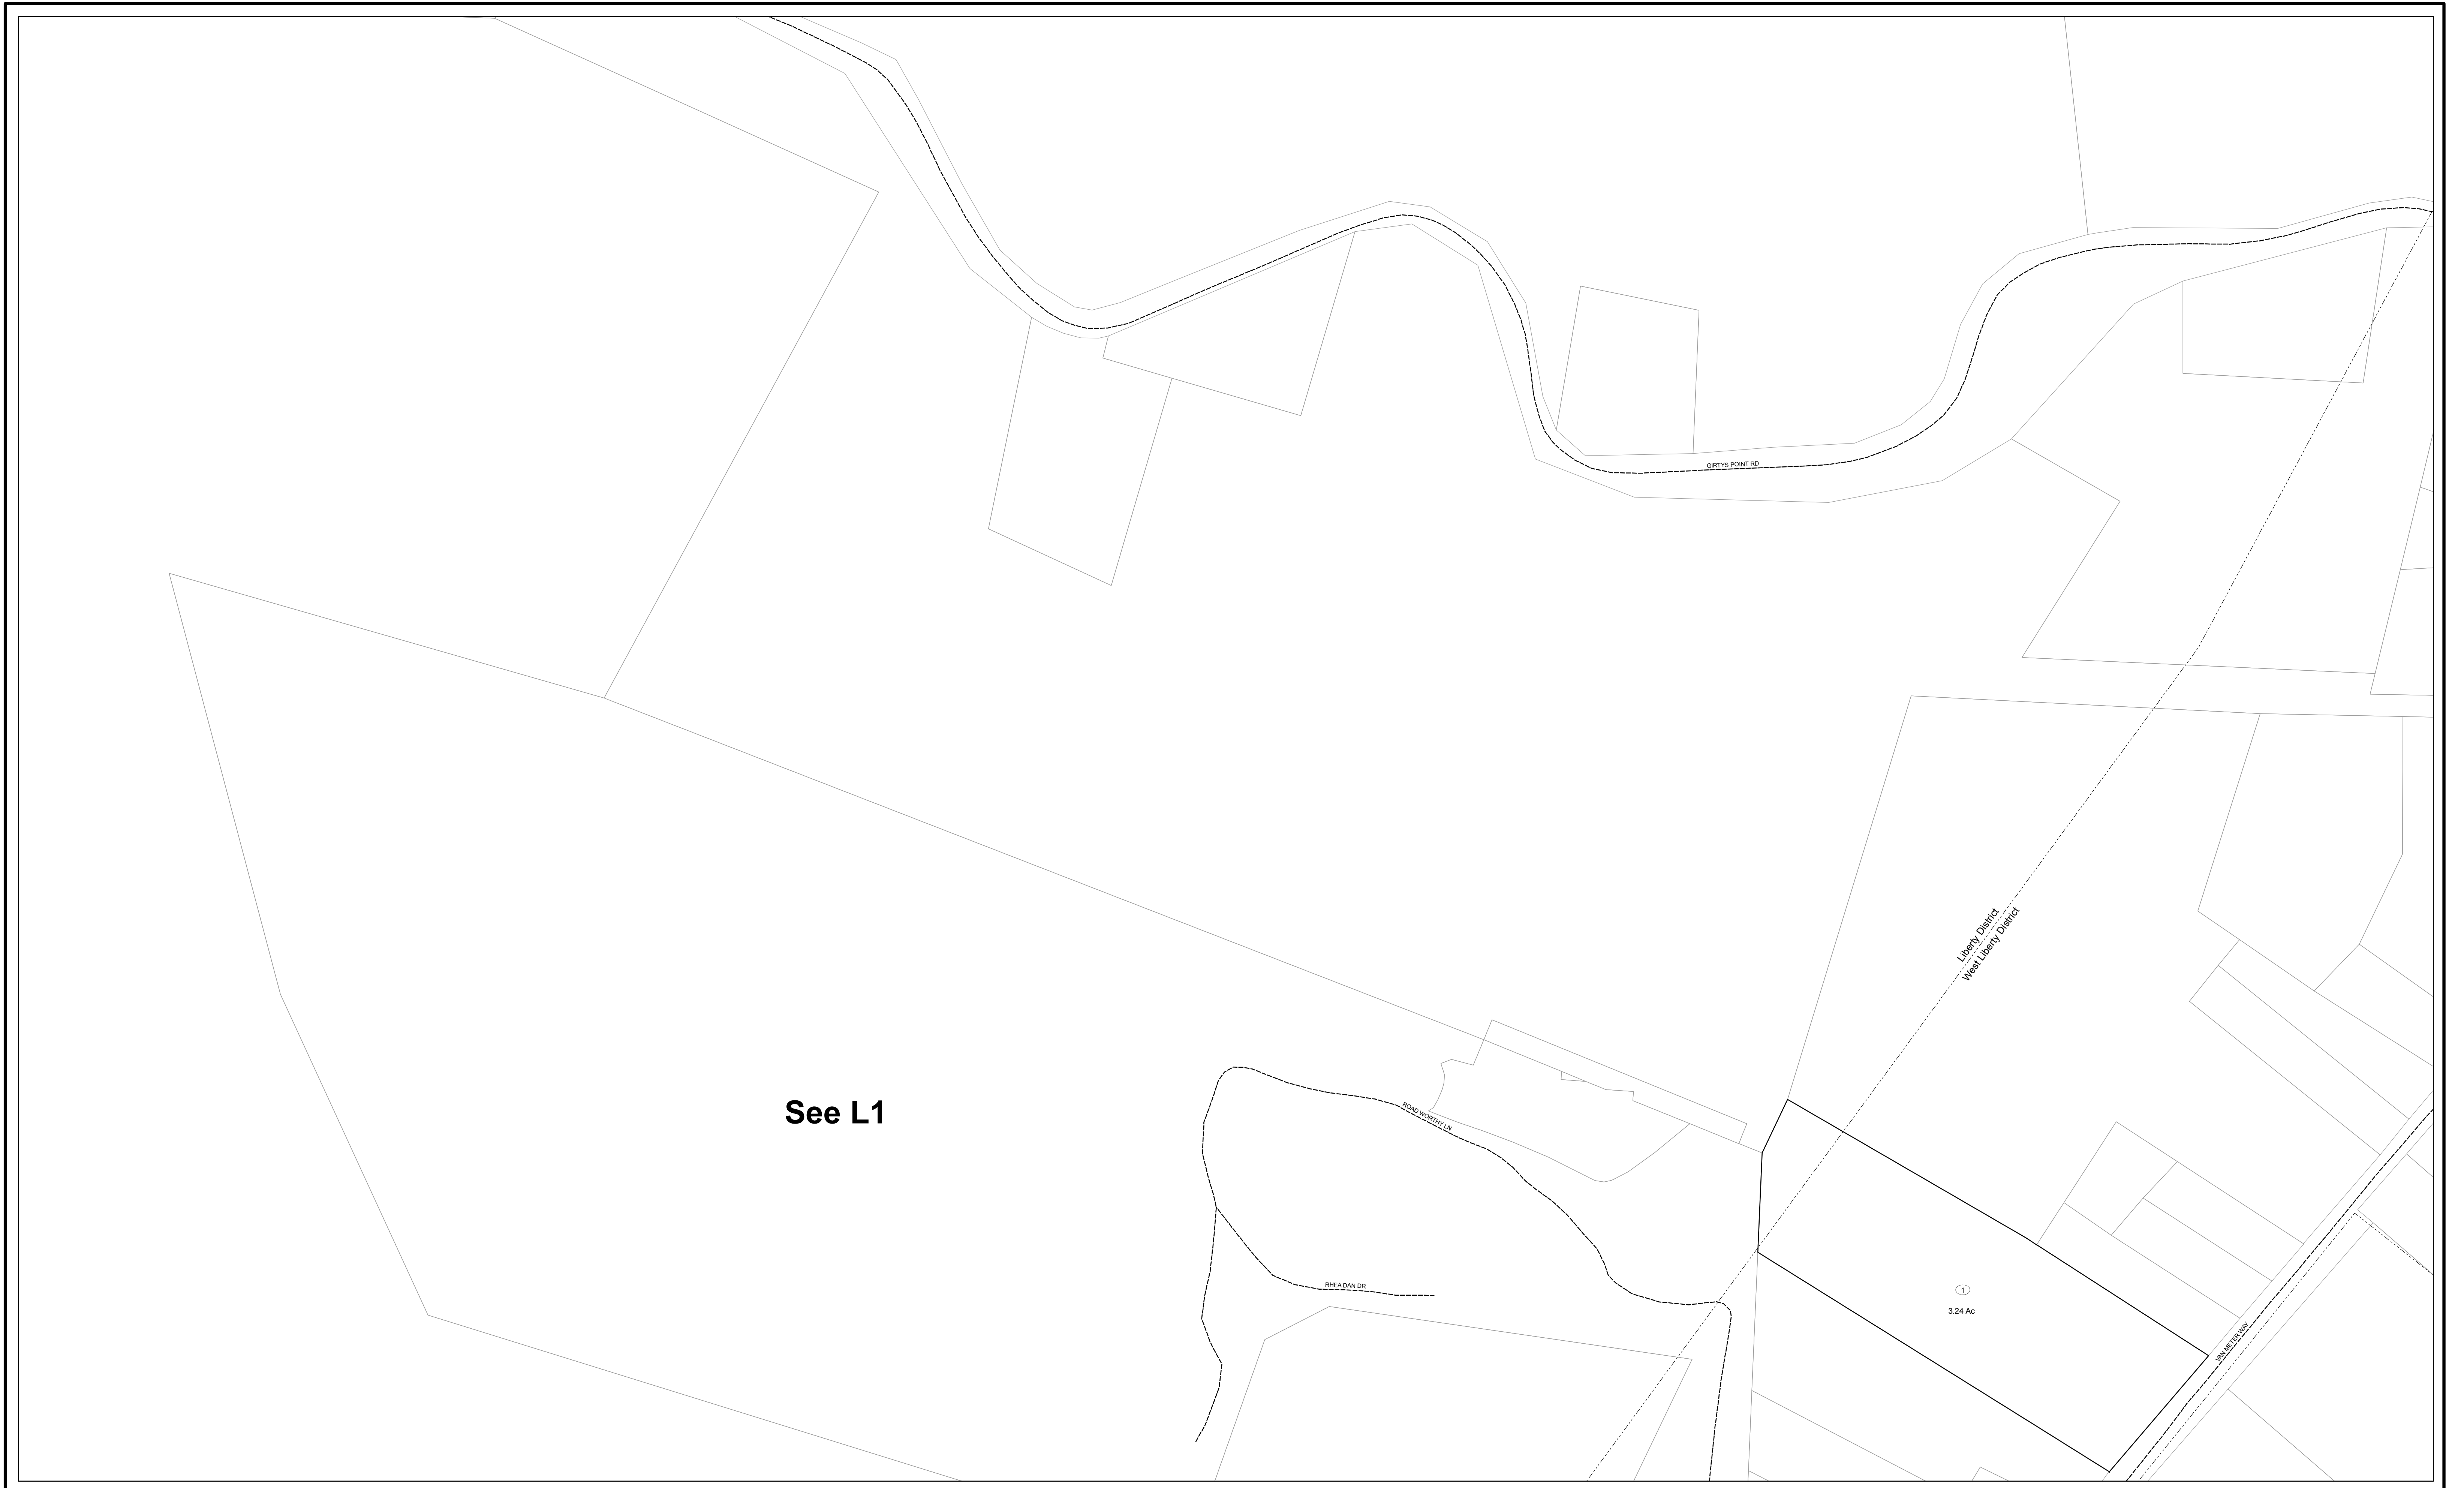 GIRTYS POINT RD
Liberty District
West Liberty District
See L1
ROAD WORTHY LN
RHEA DAN DR
1
3.24 Ac
VAN METER WAY